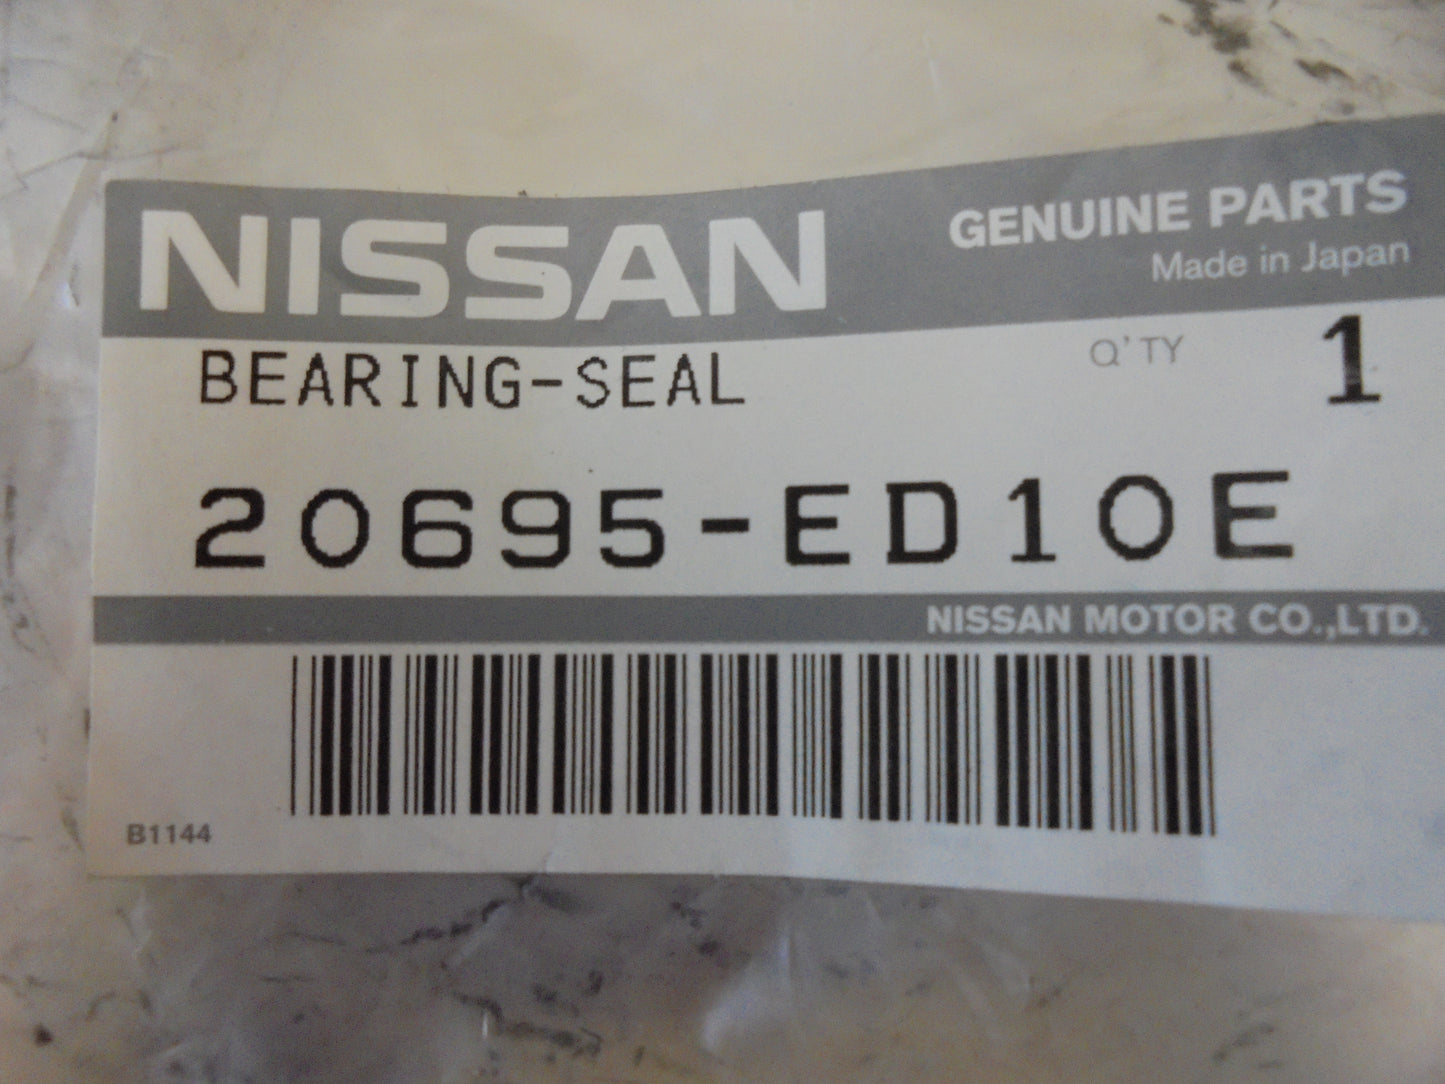 NISSAN
GENUINE PARTS
Made in Japan
BEARING-SEAL
Q'TY 1
20695-ED10E
NISSAN MOTOR CO.,LTD.
B1144